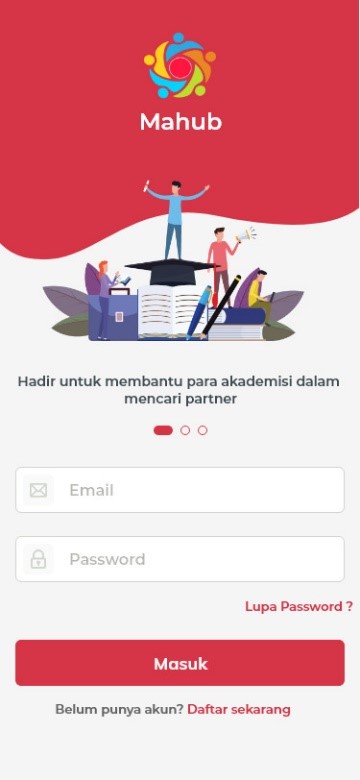 Mahub
Hadir untuk membantu para akademisi dalam
mencari partner
Email
Password
Lupa Password ?
Masuk
Belum punya akun? Daftar sekarang